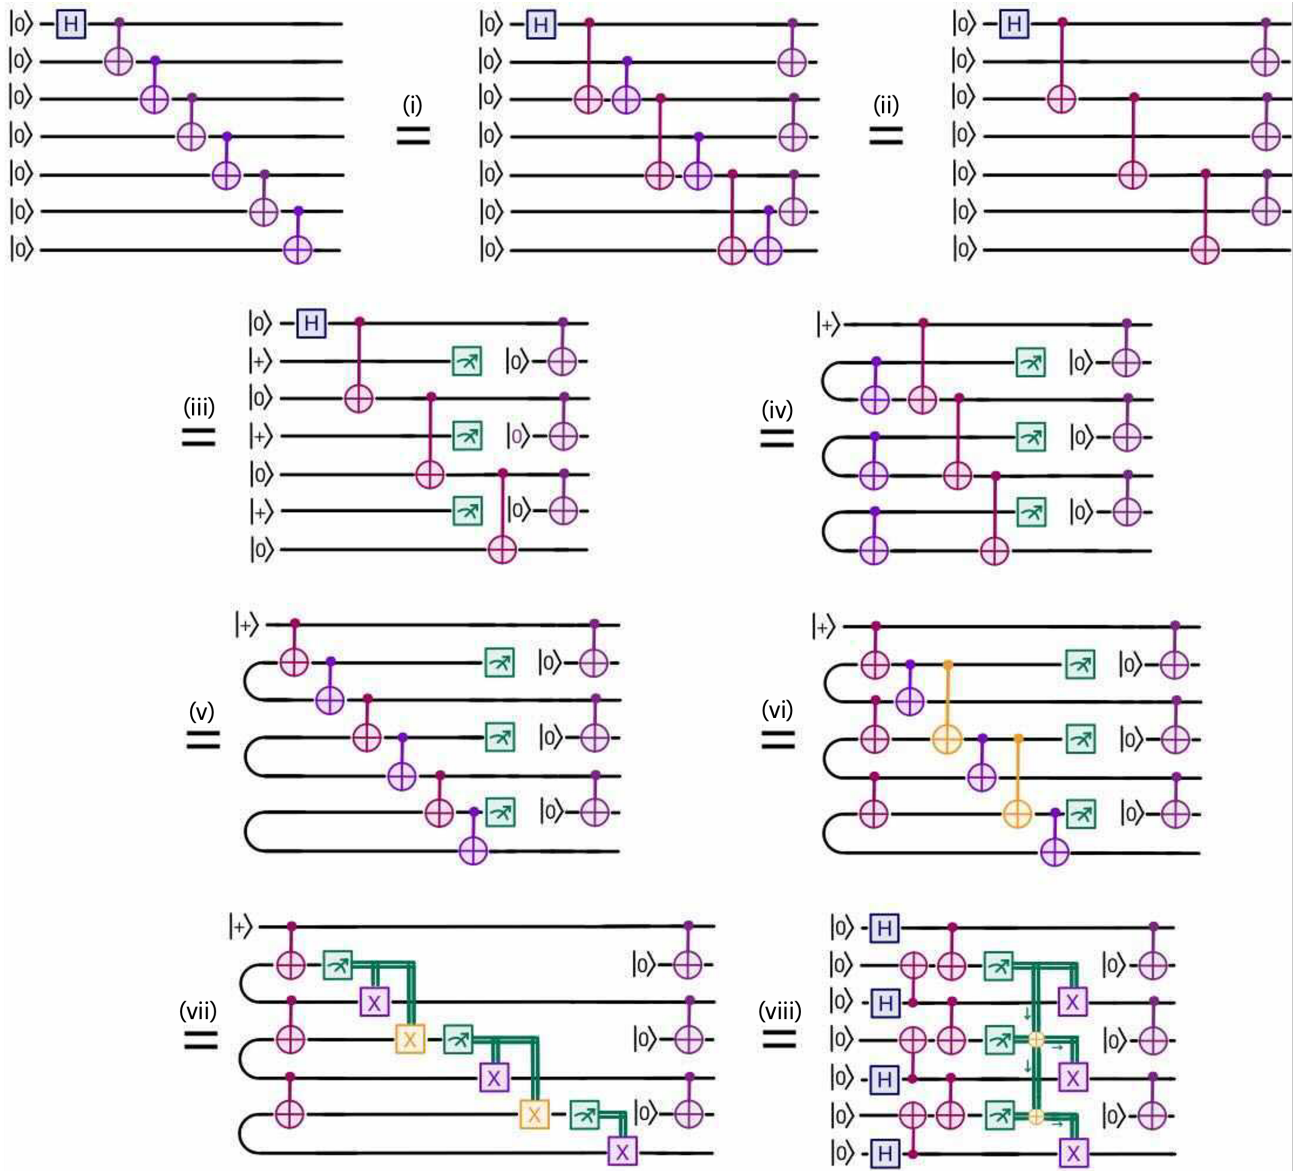 |0⟩ H |0⟩ H |0⟩ H
|0⟩ |0⟩ |0⟩
|0⟩ (i) |0⟩ (ii) |0⟩
= =
|0⟩ |0⟩ |0⟩
|0⟩ |0⟩ |0⟩
|0⟩ |0⟩ |0⟩
|0⟩ |0⟩ |0⟩
|0⟩ H |+⟩
|+⟩ |0⟩ |0⟩
(iii) |0⟩ (iv)
= |+⟩ |0⟩ = |0⟩
|0⟩
|+⟩ |0⟩ |0⟩
|0⟩
|+⟩ |+⟩
|0⟩ |0⟩
(v) (vi)
= |0⟩ = |0⟩
|0⟩ |0⟩
|+⟩ |0⟩ H
|0⟩ |0⟩ |0⟩
(vii) X (viii) |0⟩ H X
= X |0⟩ = |0⟩ → |0⟩
X |0⟩ H X
X |0⟩ |0⟩ → |0⟩
X |0⟩ H X